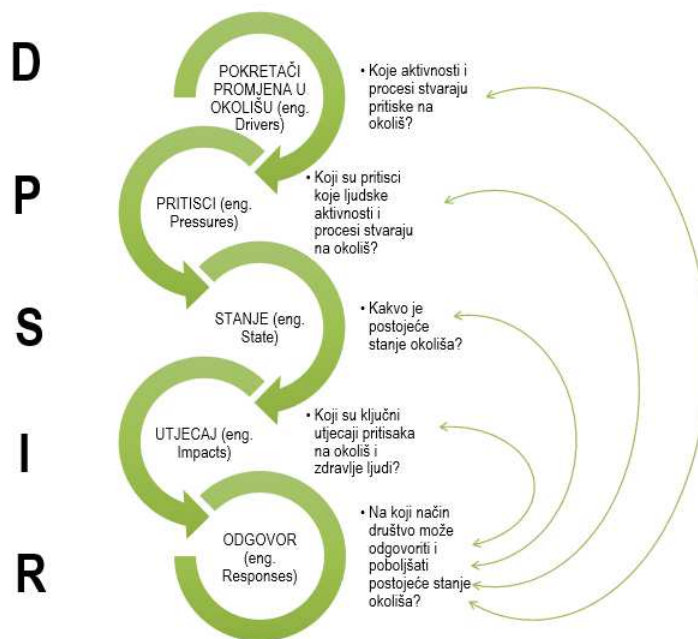 D
POKRETAČI
PROMJENA U
OKOLIŠU (eng.
Drivers)
• Koje aktivnosti i
procesi stvaraju
pritiske na
okoliš?
P
PRITISCI (eng.
Pressures)
• Koji su pritisci
koje ljudske
aktivnosti i
procesi stvaraju
na okoliš?
S
STANJE (eng.
State)
• Kakvo je
postojeće
stanje okoliša?
I
UTJECAJ (eng.
Impacts)
• Koji su ključni
utjecaji pritisaka
na okoliš i
zdravlje ljudi?
R
ODGOVOR
(eng.
Responses)
• Na koji način
društvo može
odgovoriti i
poboljšati
postojeće stanje
okoliša?